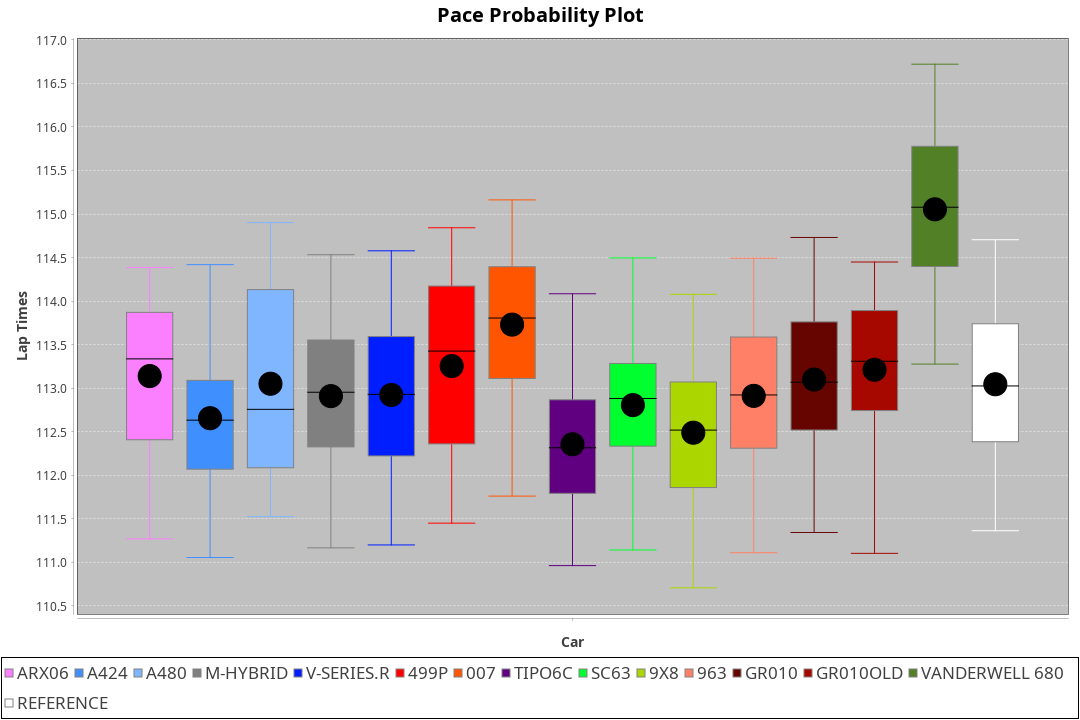 Pace Probability Plot
117.0
116.5
116.0
115.5
115.0
114.5
114.0
113.5
113.0
112.5
112.0
111.5
111.0
110.5
Lap Times
Car
ARX06 A424 A480 M-HYBRID V-SERIES.R 499P 007 TIPO6C SC63 9X8 963 GR010 GR010OLD VANDERWELL 680
REFERENCE